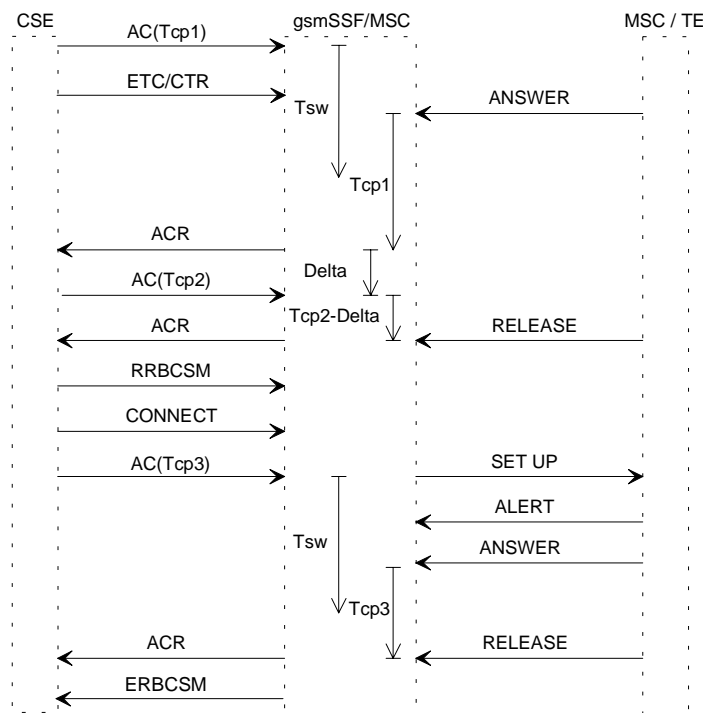 CSE gsmSSF/MSC MSC / TE
AC(Tcp1)
ETC/CTR
ANSWER
Tsw
Tcp1
ACR
Delta
AC(Tcp2)
Tcp2-Delta
ACR
RELEASE
RRBCSM
CONNECT
AC(Tcp3)
SET UP
ALERT
Tsw
ANSWER
Tcp3
ACR
RELEASE
ERBCSM